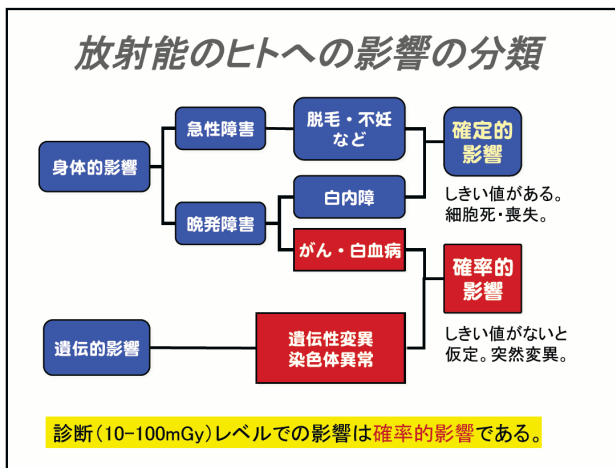 放射能のヒトへの影響の分類
身体的影響
急性障害
脱毛・不妊
など
確定的
影響
しきい値がある。
細胞死・喪失。
晩発障害
白内障
がん・白血病
確率的
影響
しきい値がないと
仮定。突然変異。
遺伝的影響
遺伝性変異
染色体異常
診断(10-100mGy)レベルでの影響は確率的影響である。